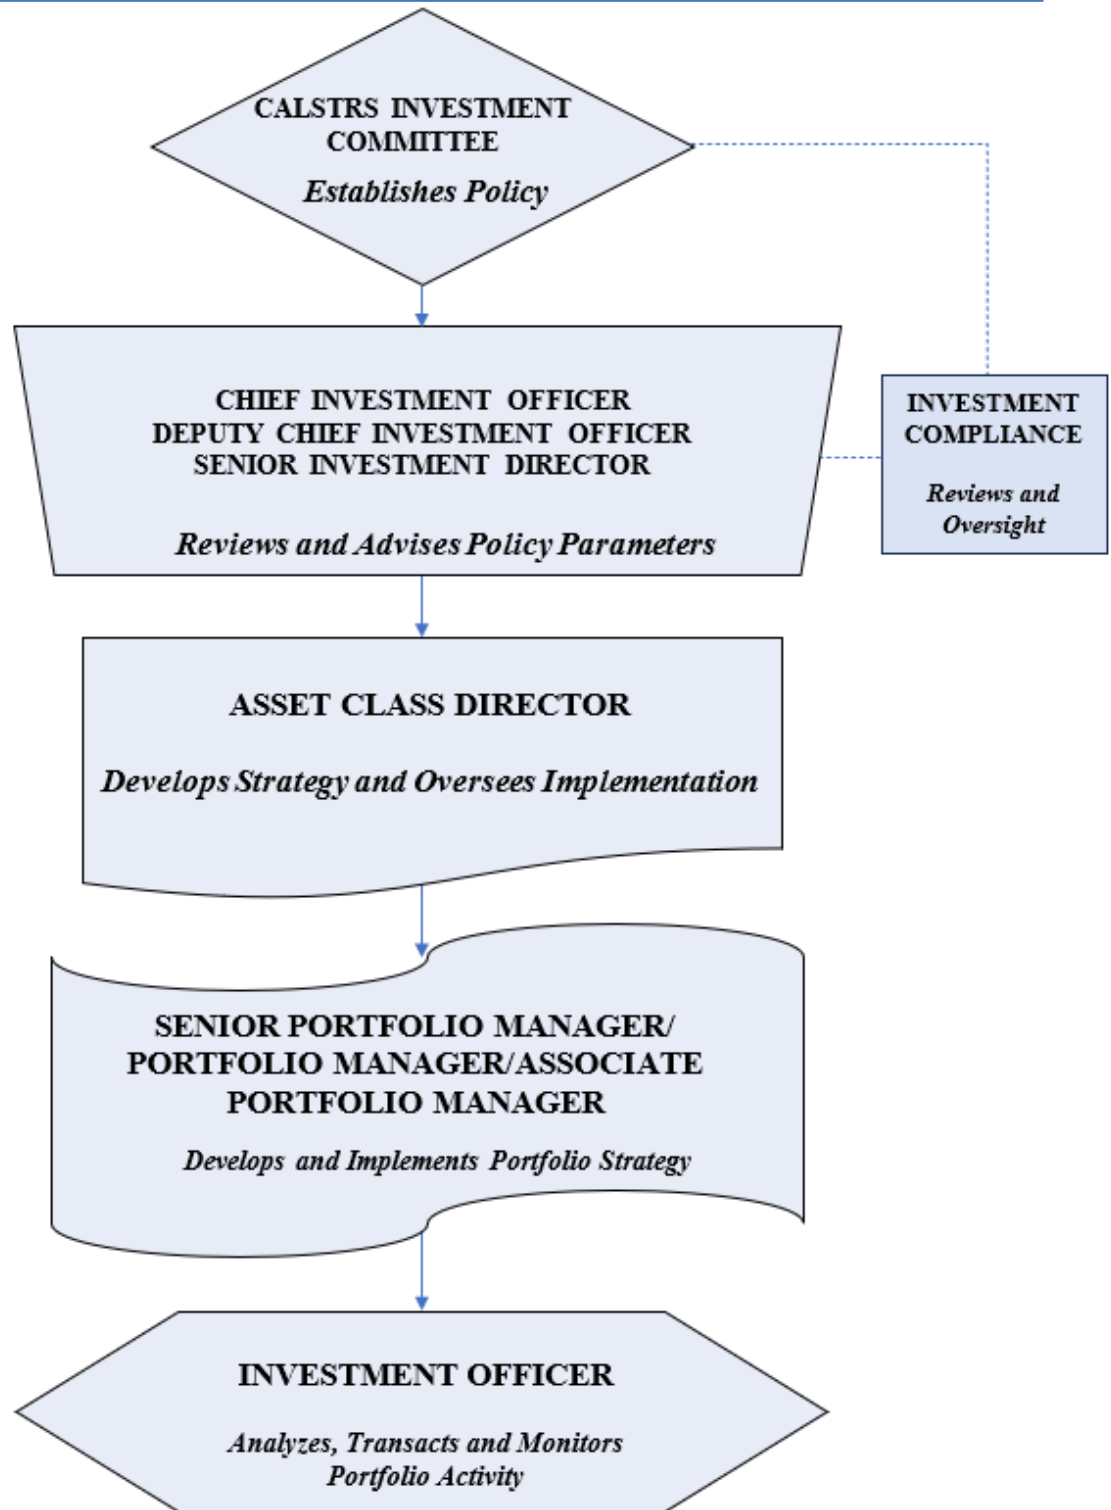 CALSTRS INVESTMENT
COMMITTEE
Establishes Policy
CHIEF INVESTMENT OFFICER
DEPUTY CHIEF INVESTMENT OFFICER
SENIOR INVESTMENT DIRECTOR
Reviews and Advises Policy Parameters
INVESTMENT
COMPLIANCE
Reviews and
Oversight
ASSET CLASS DIRECTOR
Develops Strategy and Oversees Implementation
SENIOR PORTFOLIO MANAGER/
PORTFOLIO MANAGER/ASSOCIATE
PORTFOLIO MANAGER
Develops and Implements Portfolio Strategy
INVESTMENT OFFICER
Analyzes, Transacts and Monitors
Portfolio Activity